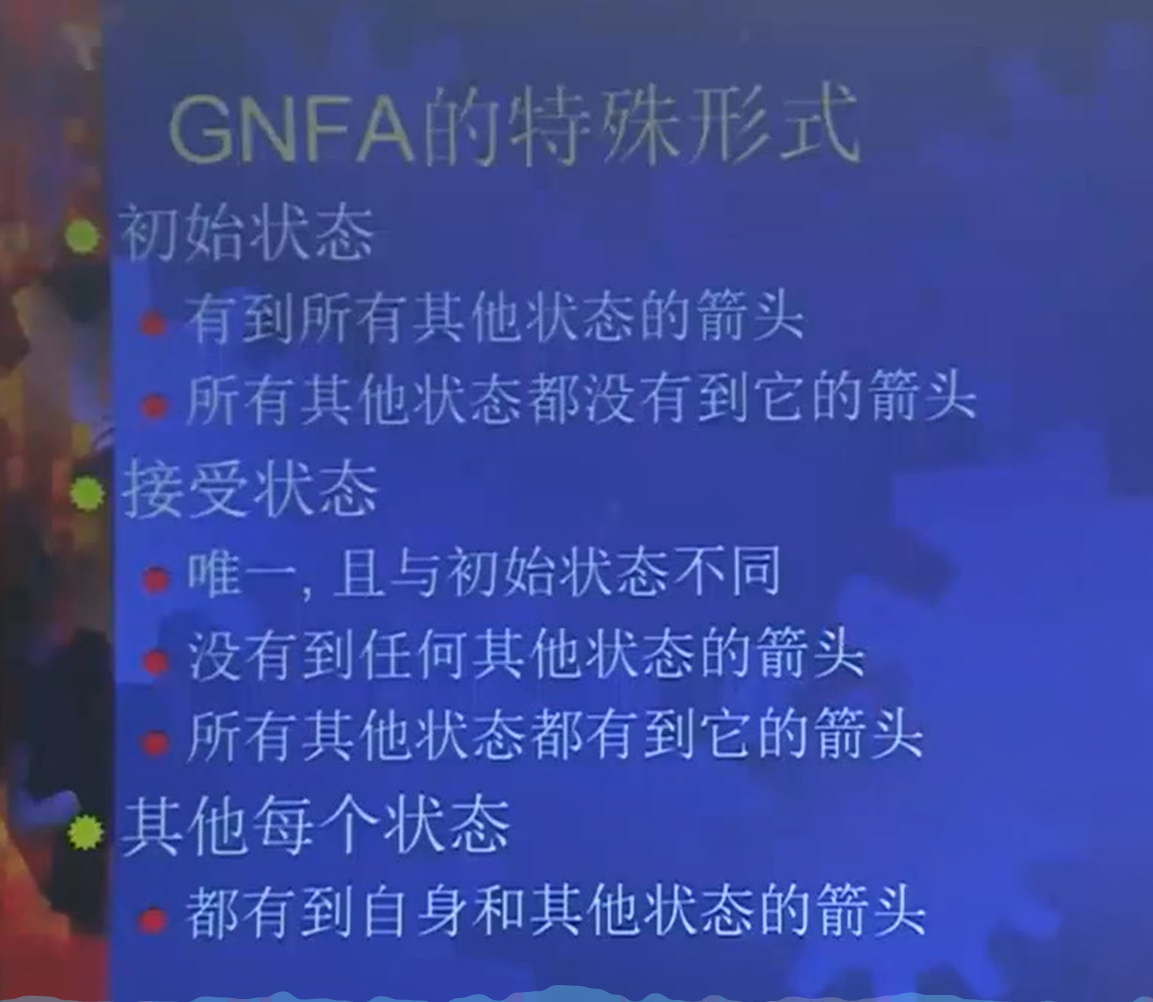 GNFA的特殊形式
初始状态
有到所有其他状态的箭头
所有其他状态都没有到它的箭头
接受状态
唯一, 且与初始状态不同
没有到任何其他状态的箭头
所有其他状态都有到它的箭头
其他每个状态
都有到自身和其他状态的箭头